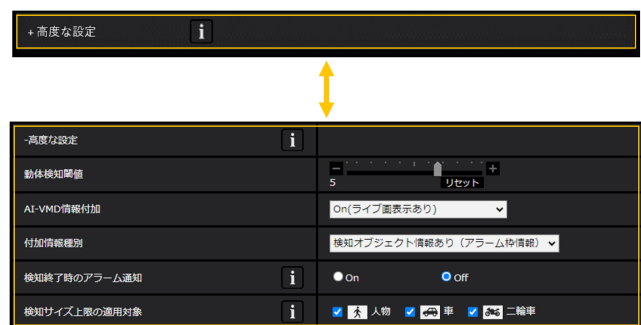 +高度な設定 i
-高度な設定 i
動体検知閾値
5 リセット
AI-VMD情報付加 On(ライブ画表示あり)
付加情報種別 検知オブジェクト情報あり（アラーム枠情報）
検知終了時のアラーム通知 i On Off
検知サイズ上限の適用対象 i 人物 車 二輪車